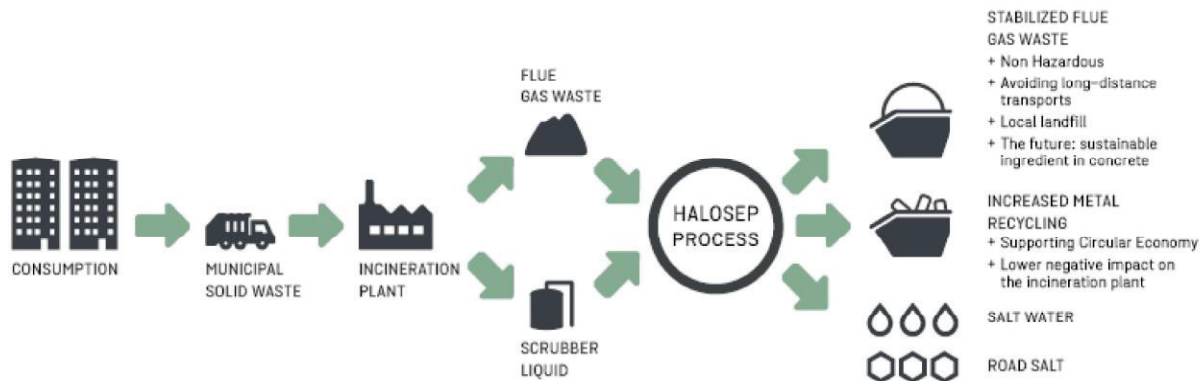 CONSUMPTION
MUNICIPAL
SOLID WASTE
INCINERATION
PLANT
FLUE
GAS WASTE
SCRUBBER
LIQUID
HALOSEP
PROCESS
STABILIZED FLUE
GAS WASTE
+ Non Hazardous
+ Avoiding long-distance
transports
+ Local landfill
+ The future: sustainable
ingredient in concrete
INCREASED METAL
RECYCLING
+ Supporting Circular Economy
+ Lower negative impact on
the incineration plant
SALT WATER
ROAD SALT